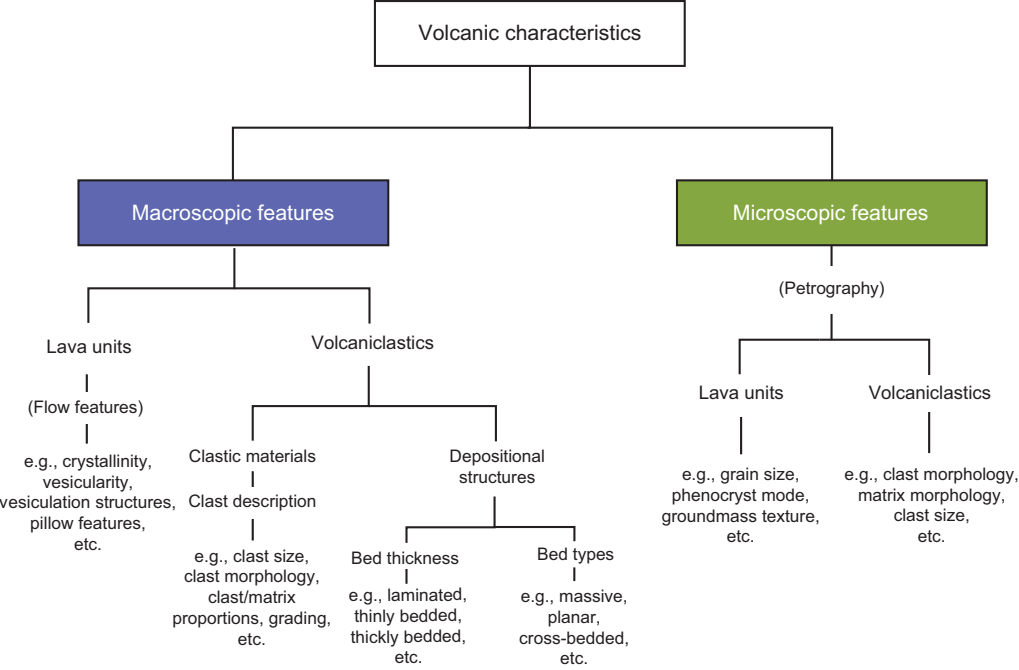 Volcanic characteristics
Macroscopic features
Microscopic features
(Petrography)
Lava units
Volcaniclastics
(Flow features)
e.g., crystallinity,
vesicularity,
vesiculation structures,
pillow features,
etc.
Clastic materials
Clast description
e.g., clast size,
clast morphology,
clast/matrix
proportions, grading,
etc.
Depositional
structures
Bed thickness
e.g., laminated,
thinly bedded,
thickly bedded,
etc.
Bed types
e.g., massive,
planar,
cross-bedded,
etc.
Lava units
e.g., grain size,
phenocryst mode,
groundmass texture,
etc.
Volcaniclastics
e.g., clast morphology,
matrix morphology,
clast size,
etc.